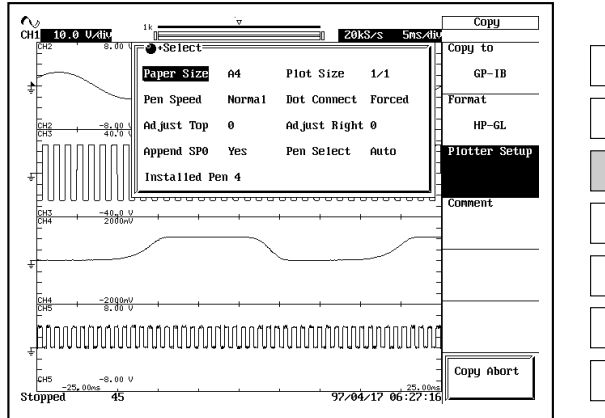 1k
Copy
CH1 10.0 V/div 20kS/s 5ms/div
CH2 8.00 V
+Select
Copy to
GP-IB
Paper Size A4 Plot Size 1/1
Pen Speed Normal Dot Connect Forced
Format
HP-GL
Adjust Top 0 Adjust Right 0
CH2 -8.00 V
CH3 40.0 V
Append SP0 Yes Pen Select Auto
Plotter Setup
Installed Pen 4
Comment
CH3 -40.0 V
CH4 2000mV
CH4 -2000mV
CH5 8.00 V
Copy Abort
CH5 -8.00 V
-25.00ms 25.00ms
Stopped 45 97/04/17 06:27:16